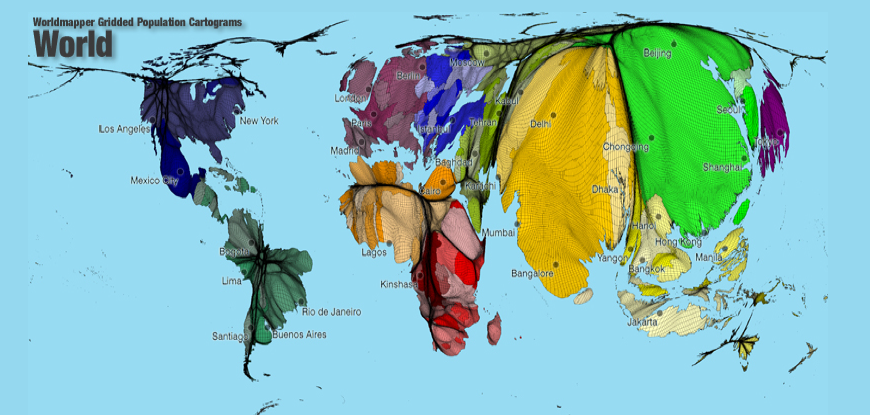 Worldmapper Gridded Population Cartograms
World
Beijing
Moscow
Berlin
London
Kabul
Seoul
New York
Los Angeles
Paris
Istanbul
Tehran
Delhi
Tokyo
Madrid
Chongqing
Baghdad
Shanghai
Mexico City
Cairo
Karachi
Dhaka
Hanoi
Mumbai
Hong Kong
Bogota
Lagos
Yangon
Manila
Bangkok
Bangalore
Lima
Kinshasa
Rio de Janeiro
Jakarta
Santiago
Buenos Aires